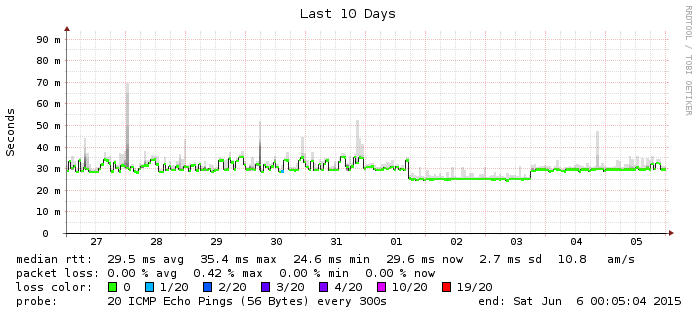 Last 10 Days
RRDTOOL / TOBI OETIKER
Seconds
90 m
80 m
70 m
60 m
50 m
40 m
30 m
20 m
10 m
0
27 28 29 30 31 01 02 03 04 05
median rtt: 29.5 ms avg 35.4 ms max 24.6 ms min 29.6 ms now 2.7 ms sd 10.8 am/s
packet loss: 0.00 % avg 0.42 % max 0.00 % min 0.00 % now
loss color: 0 1/20 2/20 3/20 4/20 10/20 19/20
probe: 20 ICMP Echo Pings (56 Bytes) every 300s end: Sat Jun 6 00:05:04 2015